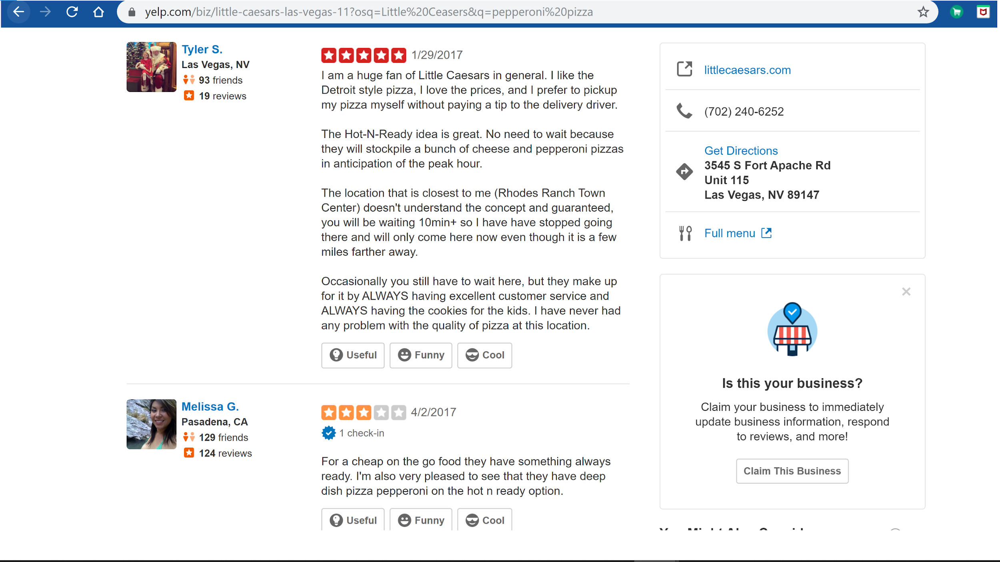 yelp.com/biz/little-caesars-las-vegas-11?osq=Little%20Ceasers&q=pepperoni%20pizza
Tyler S.
Las Vegas, NV
93 friends
19 reviews
1/29/2017
I am a huge fan of Little Caesars in general. I like the
Detroit style pizza, I love the prices, and I prefer to pickup
my pizza myself without paying a tip to the delivery driver.
The Hot-N-Ready idea is great. No need to wait because
they will stockpile a bunch of cheese and pepperoni pizzas
in anticipation of the peak hour.
The location that is closest to me (Rhodes Ranch Town
Center) doesn't understand the concept and guaranteed,
you will be waiting 10min+ so I have have stopped going
there and will only come here now even though it is a few
miles farther away.
Occasionally you still have to wait here, but they make up
for it by ALWAYS having excellent customer service and
ALWAYS having the cookies for the kids. I have never had
any problem with the quality of pizza at this location.
Useful
Funny
Cool
Melissa G.
Pasadena, CA
129 friends
124 reviews
4/2/2017
1 check-in
For a cheap on the go food they have something always
ready. I'm also very pleased to see that they have deep
dish pizza pepperoni on the hot n ready option.
Useful
Funny
Cool
littlecaesars.com
(702) 240-6252
Get Directions
3545 S Fort Apache Rd
Unit 115
Las Vegas, NV 89147
Full menu
Is this your business?
Claim your business to immediately
update business information, respond
to reviews, and more!
Claim This Business